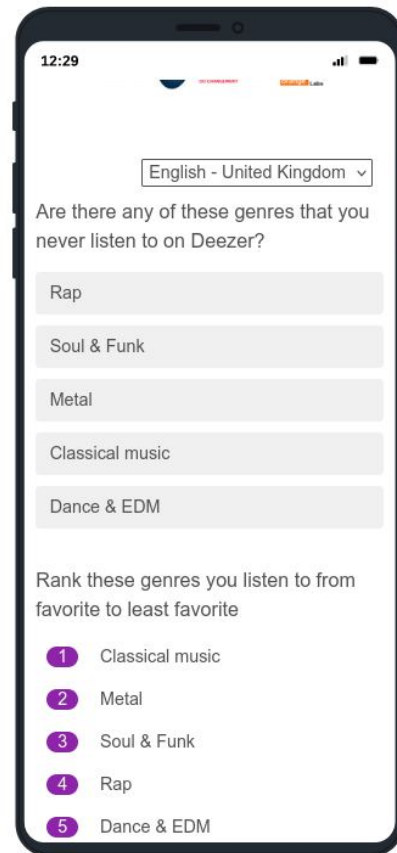 12:29
Labs
English - United Kingdom
Are there any of these genres that you
never listen to on Deezer?
Rap
Soul & Funk
Metal
Classical music
Dance & EDM
Rank these genres you listen to from
favorite to least favorite
1 Classical music
2 Metal
3 Soul & Funk
4 Rap
5 Dance & EDM